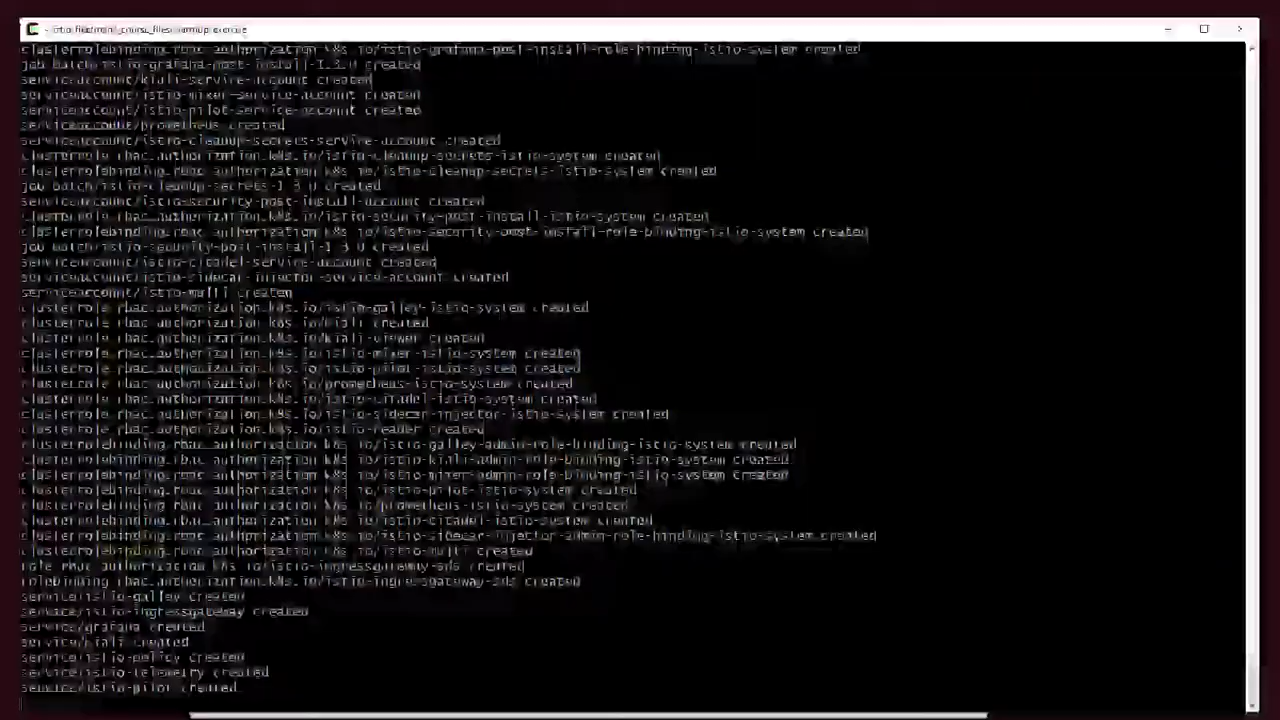 clusterrolebinding.rbac.authorization.k8s.io/istio-grafana-post-install-role-binding-istio-system created
job.batch/istio-grafana-post-install-1.3.0 created
serviceaccount/kiali-service-account created
serviceaccount/istio-mixer-service-account created
serviceaccount/istio-pilot-service-account created
serviceaccount/prometheus created
serviceaccount/istio-cleanup-secrets-service-account created
clusterrole.rbac.authorization.k8s.io/istio-cleanup-secrets-istio-system created
clusterrolebinding.rbac.authorization.k8s.io/istio-cleanup-secrets-istio-system created
job.batch/istio-cleanup-secrets-1.3.0 created
serviceaccount/istio-security-post-install-account created
clusterrole.rbac.authorization.k8s.io/istio-security-post-install-istio-system created
clusterrolebinding.rbac.authorization.k8s.io/istio-security-post-install-role-binding-istio-system created
job.batch/istio-security-post-install-1.3.0 created
serviceaccount/istio-citadel-service-account created
serviceaccount/istio-sidecar-injector-service-account created
serviceaccount/istio-multi created
clusterrole.rbac.authorization.k8s.io/istio-galley-istio-system created
clusterrole.rbac.authorization.k8s.io/kiali created
clusterrole.rbac.authorization.k8s.io/kiali-viewer created
clusterrole.rbac.authorization.k8s.io/istio-mixer-istio-system created
clusterrole.rbac.authorization.k8s.io/istio-pilot-istio-system created
clusterrole.rbac.authorization.k8s.io/prometheus-istio-system created
clusterrole.rbac.authorization.k8s.io/istio-citadel-istio-system created
clusterrole.rbac.authorization.k8s.io/istio-sidecar-injector-istio-system created
clusterrole.rbac.authorization.k8s.io/istio-reader created
clusterrolebinding.rbac.authorization.k8s.io/istio-galley-admin-role-binding-istio-system created
clusterrolebinding.rbac.authorization.k8s.io/istio-kiali-admin-role-binding-istio-system created
clusterrolebinding.rbac.authorization.k8s.io/istio-mixer-admin-role-binding-istio-system created
clusterrolebinding.rbac.authorization.k8s.io/istio-pilot-istio-system created
clusterrolebinding.rbac.authorization.k8s.io/prometheus-istio-system created
clusterrolebinding.rbac.authorization.k8s.io/istio-citadel-istio-system created
clusterrolebinding.rbac.authorization.k8s.io/istio-sidecar-injector-admin-role-binding-istio-system created
clusterrolebinding.rbac.authorization.k8s.io/istio-multi created
role.rbac.authorization.k8s.io/istio-ingressgateway-sds created
rolebinding.rbac.authorization.k8s.io/istio-ingressgateway-sds created
service/istio-galley created
service/istio-ingressgateway created
service/grafana created
service/kiali created
service/istio-policy created
service/istio-telemetry created
service/istio-pilot created